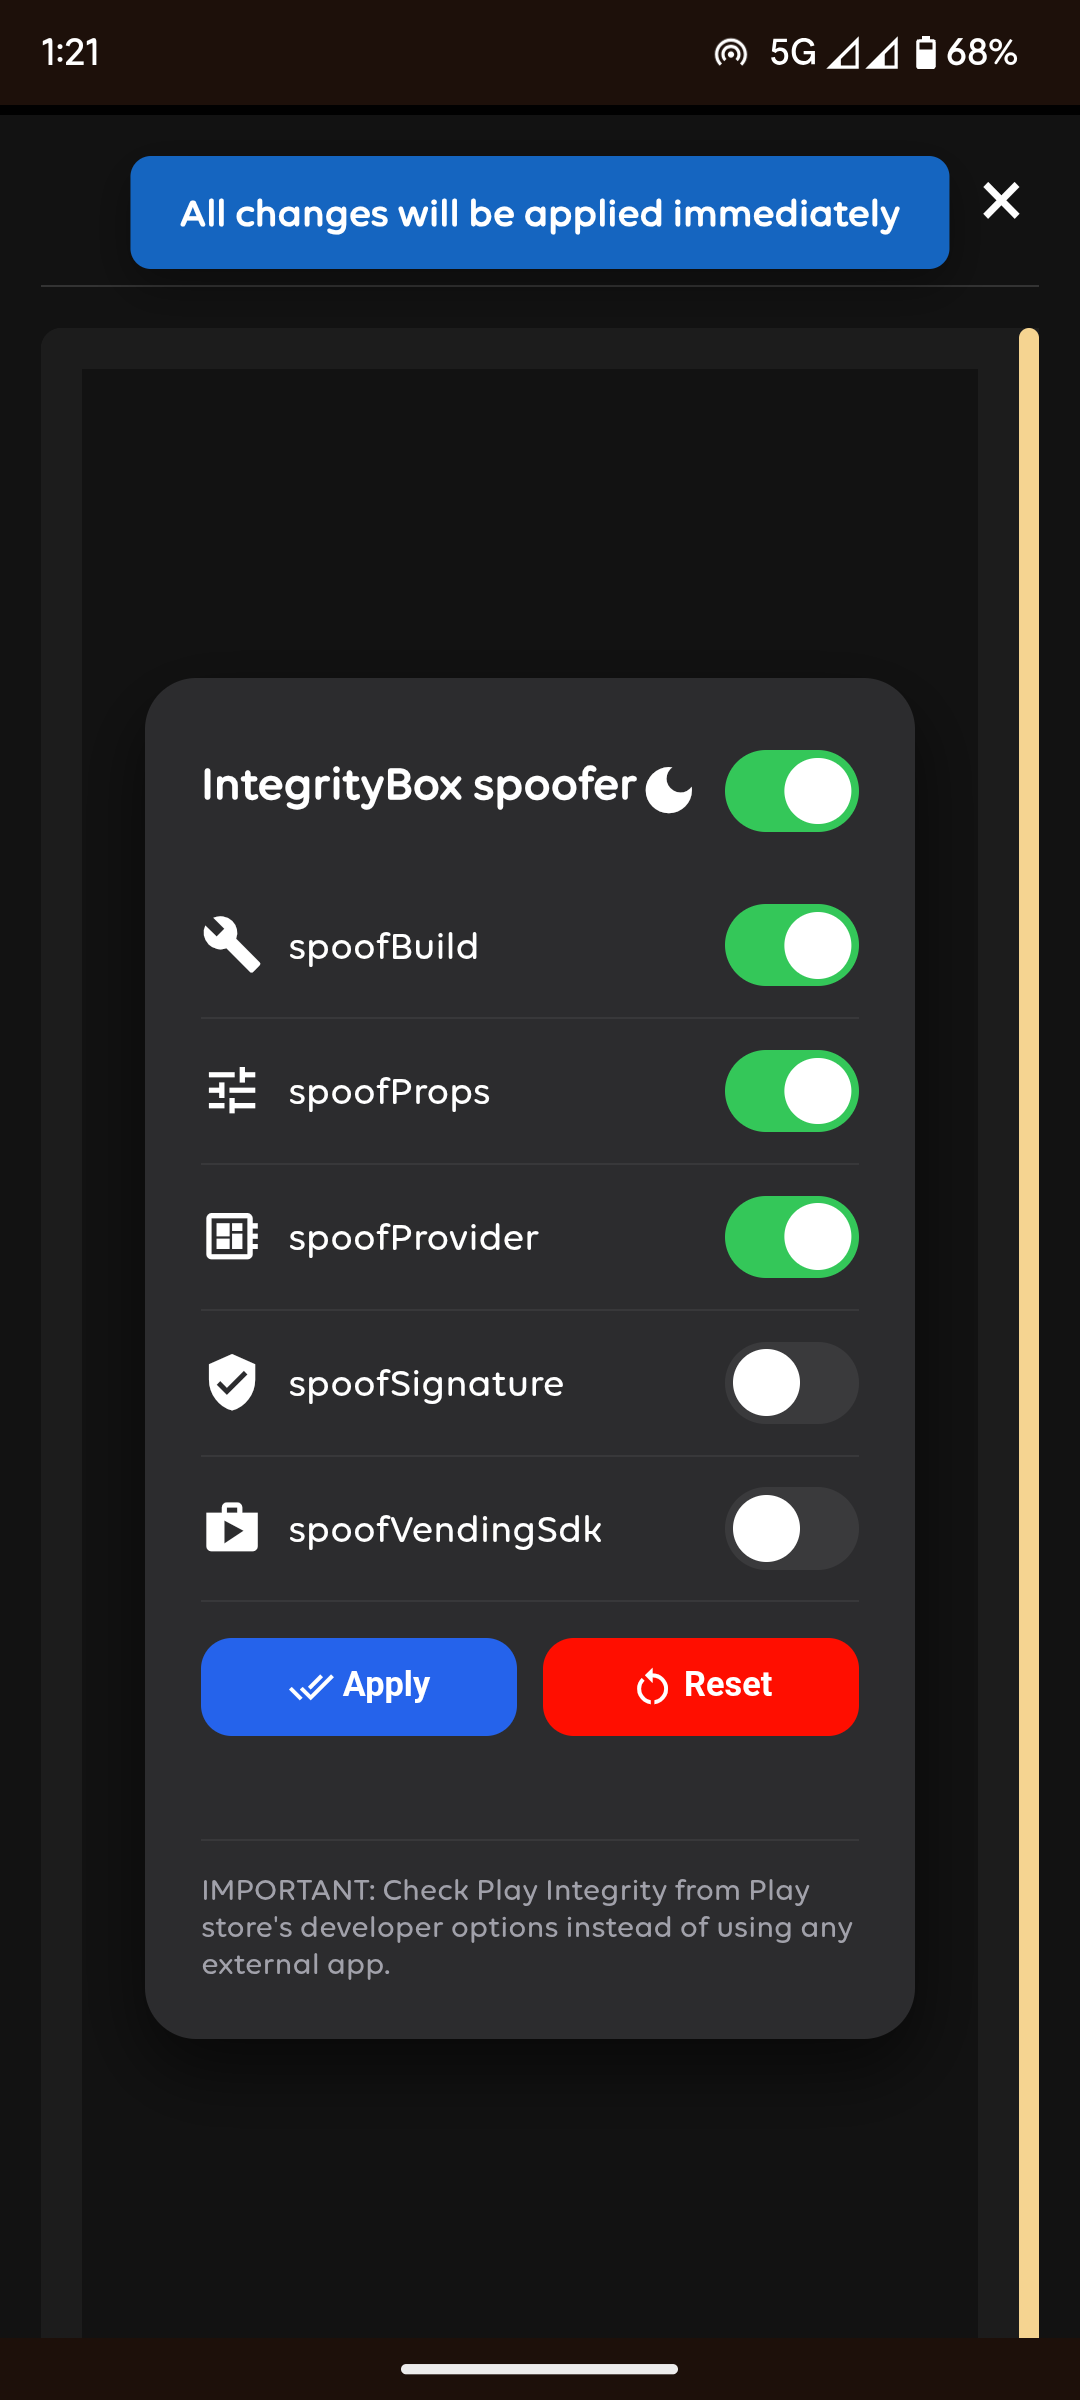 1:21
5G 68%
All changes will be applied immediately
IntegrityBox spoofer
spoofBuild
spoofProps
spoofProvider
spoofSignature
spoofVendingSdk
Apply
Reset
IMPORTANT: Check Play Integrity from Play
store's developer options instead of using any
external app.